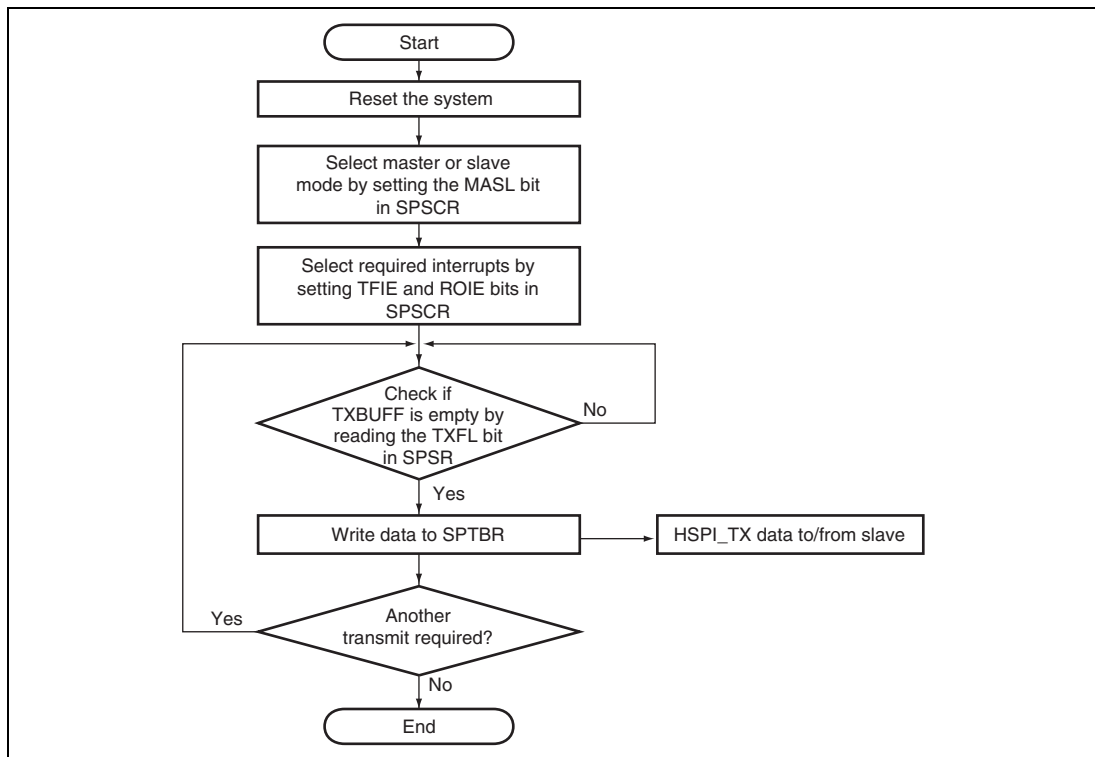 Start
Reset the system
Select master or slave
mode by setting the MASL bit
in SPSCR
Select required interrupts by
setting TFIE and ROIE bits in
SPSCR
Check if
TXBUFF is empty by
reading the TXFL bit
in SPSR
No
Yes
Write data to SPTBR
HSPI_TX data to/from slave
Yes
Another
transmit required?
No
End